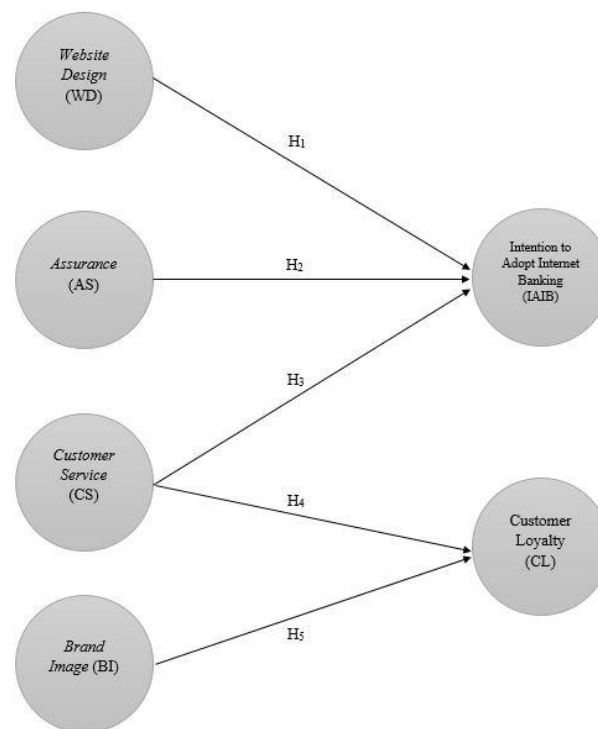 Website
Design
(WD)
H1
Assurance
(AS)
H2
Intention to
Adopt Internet
Banking
(IAIB)
H3
Customer
Service
(CS)
H4
Customer
Loyalty
(CL)
H5
Brand
Image (BI)